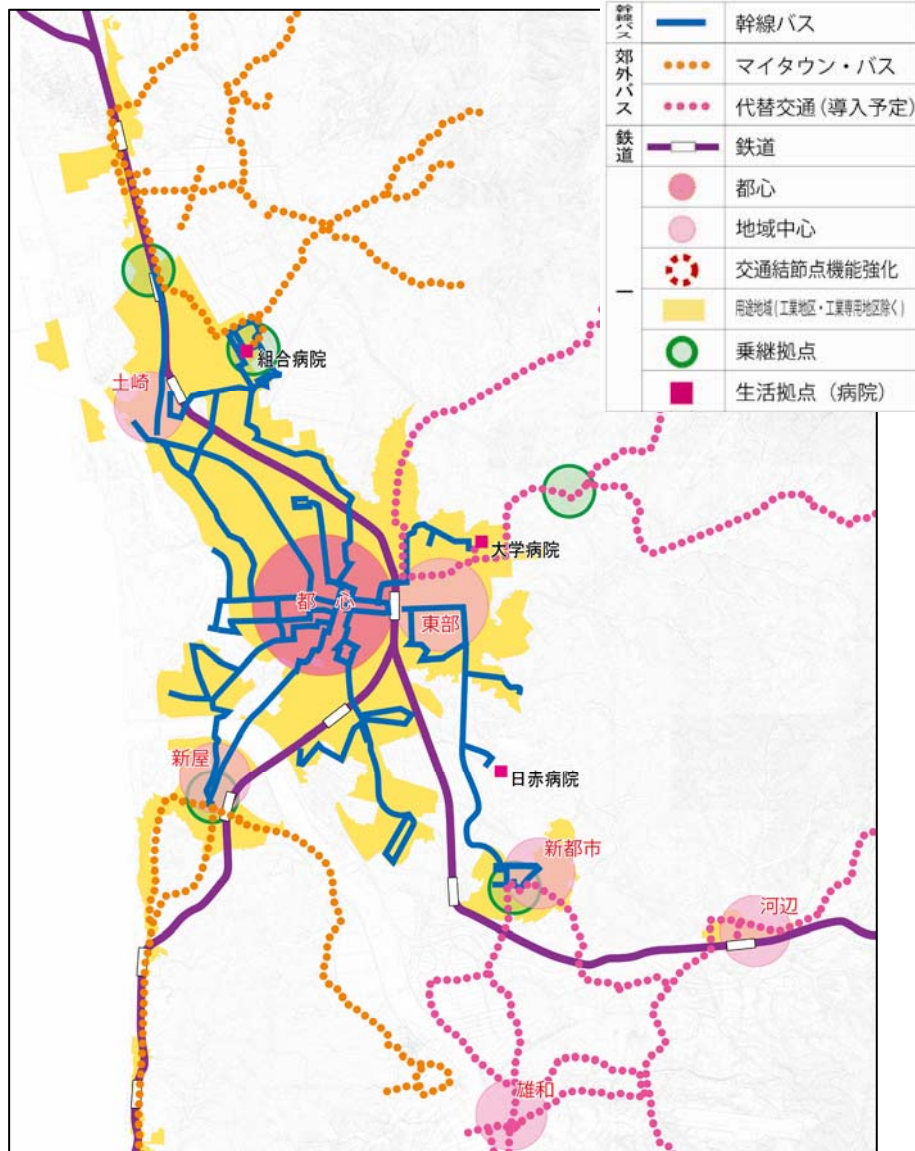 幹線バス
幹線バス
郊外バス
マイタウン・バス
代替交通(導入予定)
鉄道
鉄道
都心
地域中心
交通結節点機能強化
用途地域(工業地区・工業専用地区除く)
乗継拠点
生活拠点(病院)
組合病院
土崎
大学病院
都心
東部
新屋
日赤病院
新都市
河辺
雄和